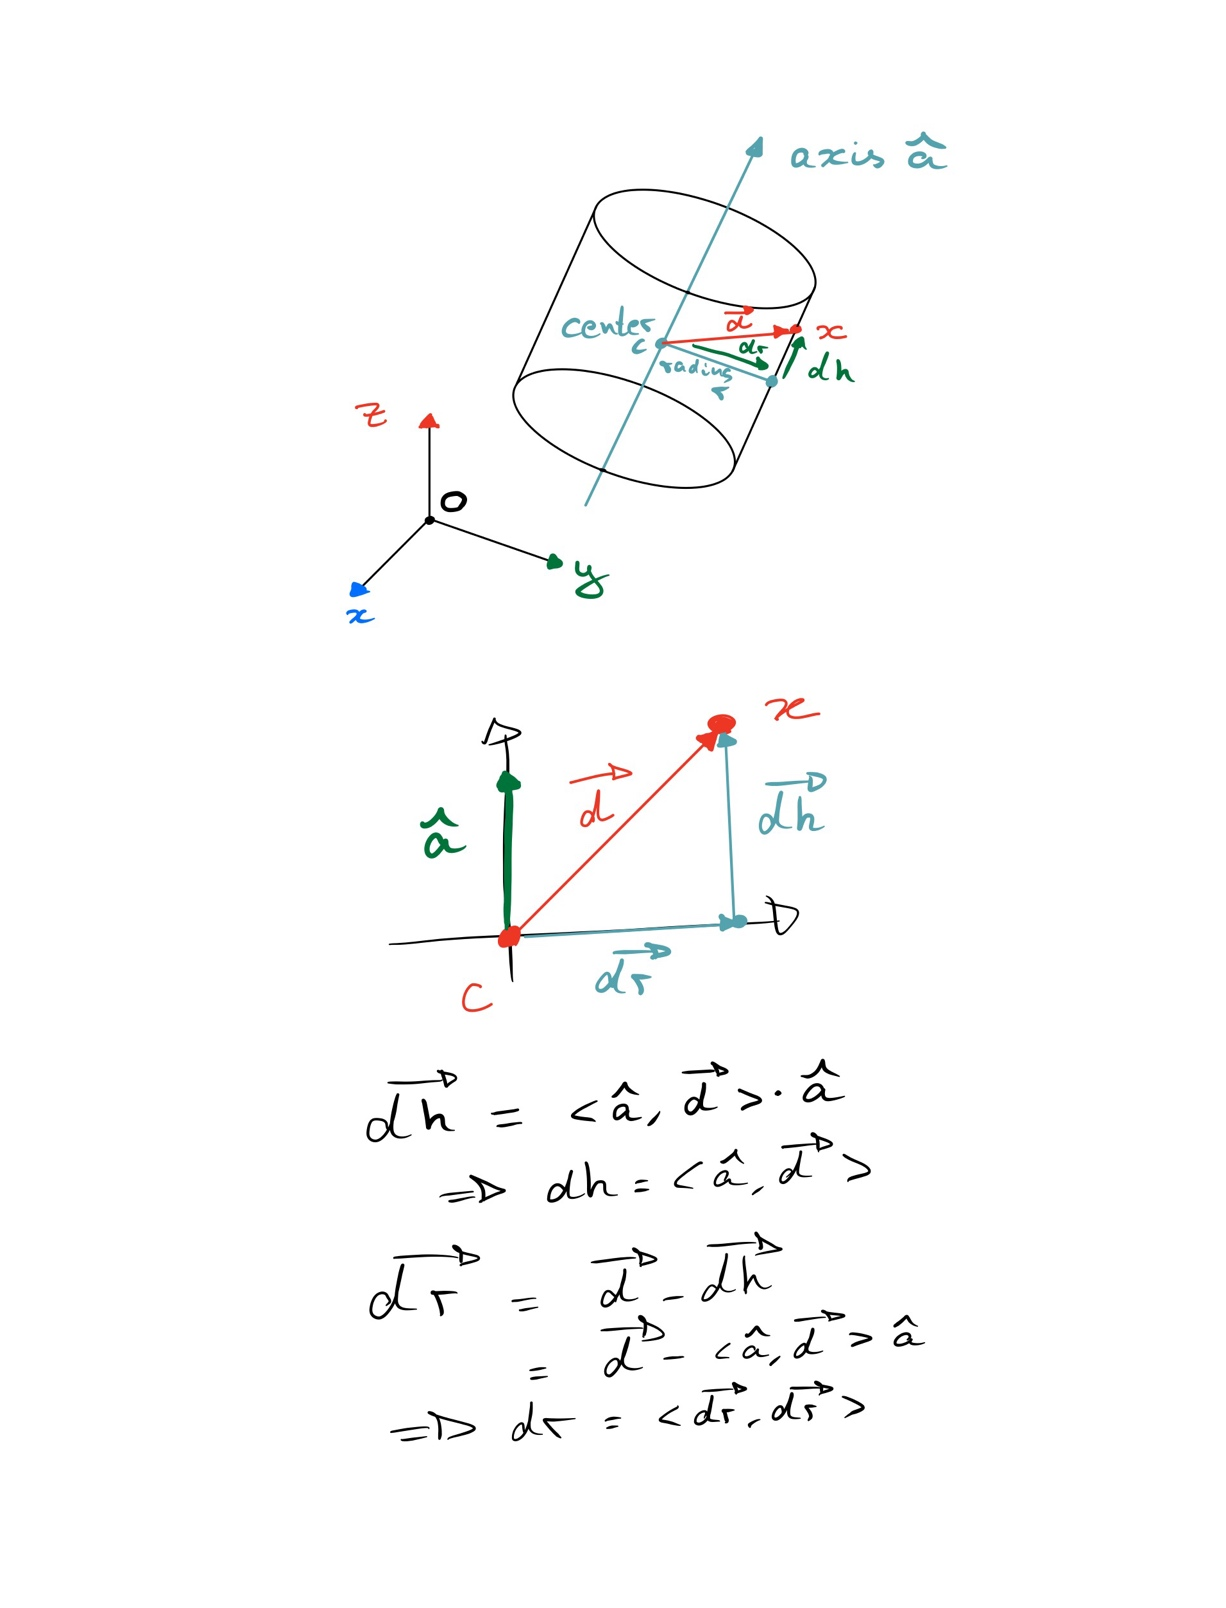 axis â
center
c
d⃗
x
dr
radius
r
dh
z
O
y
x
x
d⃗
dh⃗
â
dr⃗
c
dh⃗ = <â, d⃗> · â
=> dh = <â, d⃗>
dr⃗ = d⃗ - dh⃗
= d⃗ - <â, d⃗> â
=> dr = <dr⃗, dr⃗>